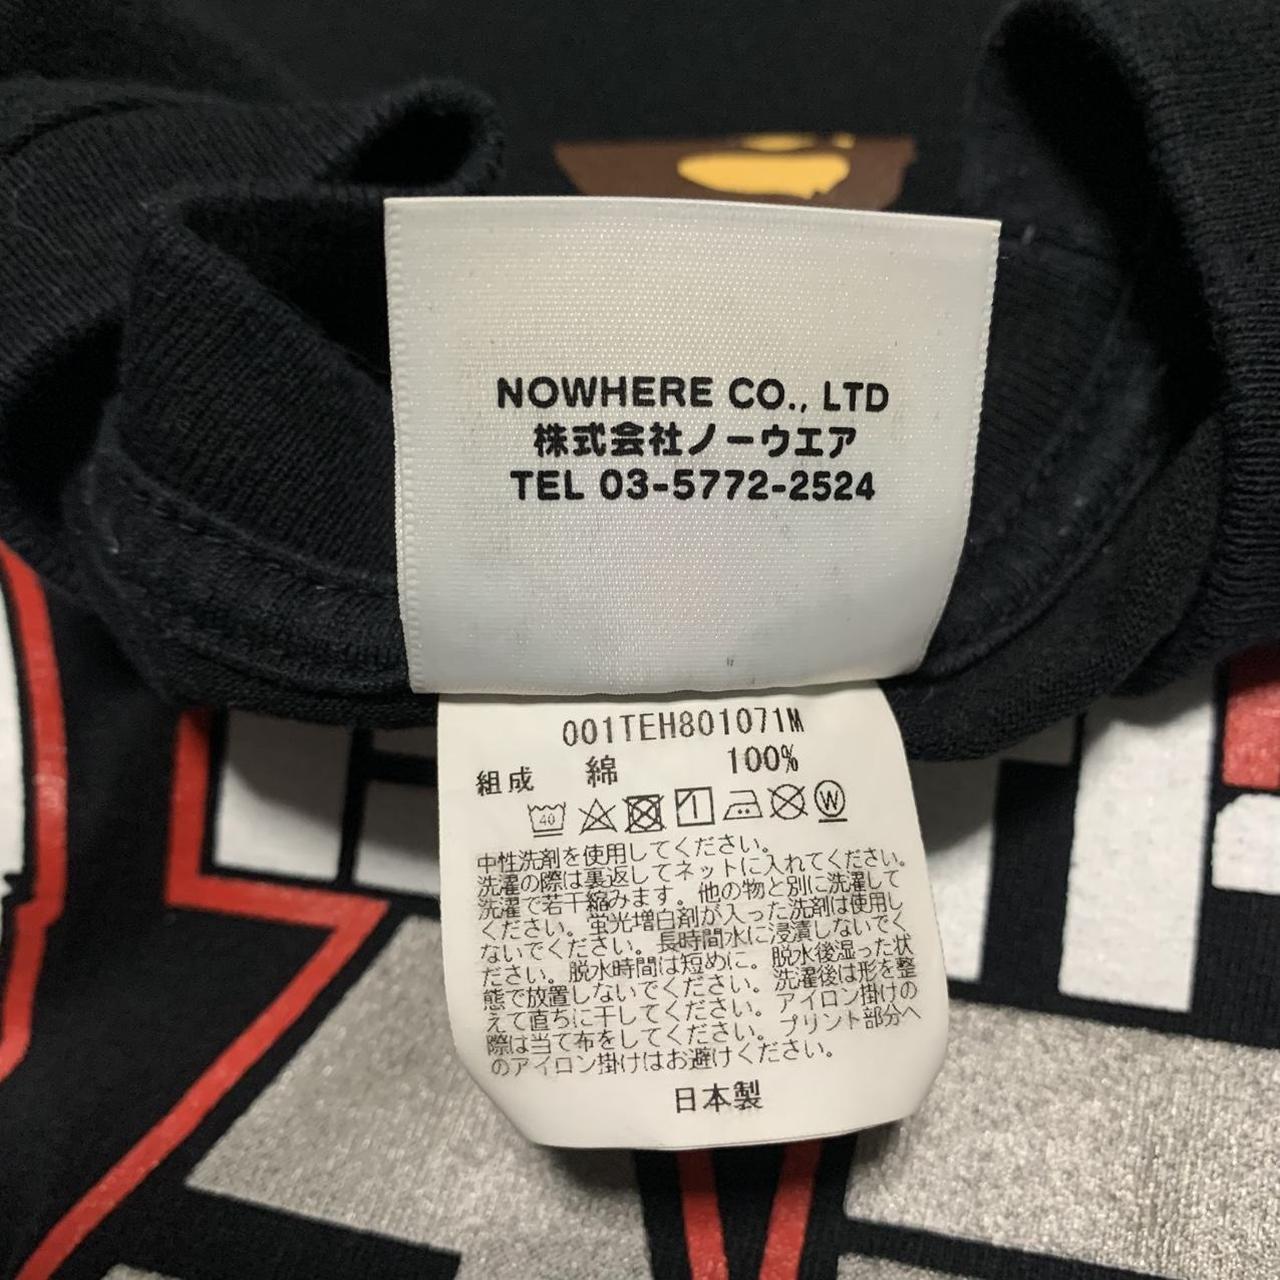 NOWHERE CO., LTD
株式会社ノーウエア
TEL 03-5772-2524
001TEH801071M
組成 綿 100%
40 W
中性洗剤を使用してください。
洗濯の際は裏返してネットに入れてください。
洗濯で若干縮みます。他の物と別に洗濯して
ください。蛍光増白剤が入った洗剤は使用し
ないでください。長時間水に浸漬しないでく
ださい。脱水時間は短めに。脱水後湿った状
態で放置しないでください。洗濯後は形を整
えて直ちに干してください。アイロン掛けの
際は当て布をしてください。プリント部分へ
のアイロン掛けはお避けください。
日本製